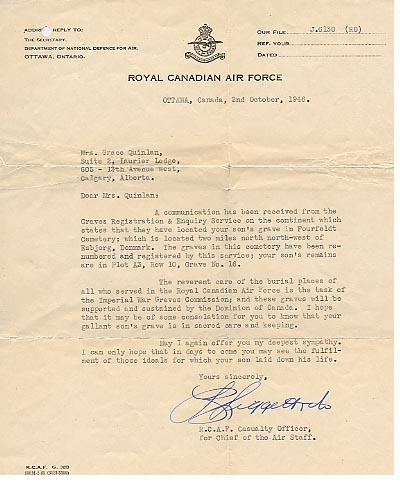 ADDRESS REPLY TO:
THE SECRETARY,
DEPARTMENT OF NATIONAL DEFENCE FOR AIR,
OTTAWA, ONTARIO.
OUR FILE J.6130 (RO)
REF. YOUR
DATED
ROYAL CANADIAN AIR FORCE
OTTAWA, Canada, 2nd October, 1946.
Mrs. Grace Quinlan,
Suite 2, Laurier Lodge,
605 - 13th Avenue West,
Calgary, Alberta.
Dear Mrs. Quinlan:
A communication has been received from the
Graves Registration & Enquiry Service on the continent which
states that they have located your son's grave in Fourfeldt
Cemetery; which is located two miles north north-west of
Esbjerg, Denmark. The graves in this cemetery have been re-
numbered and registered by this service; your son's remains
are in Plot A3, Row 10, Grave No. 16.
The reverant care of the burial places of
all who served in the Royal Canadian Air Force is the task of
the Imperial War Graves Commission; and these graves will be
supported and sustained by the Dominion of Canada. I hope
that it may be of some consolation for you to know that your
gallant son's grave is in sacred care and keeping.
May I again offer you my deepest sympathy.
I can only hope that in days to come you may see the fulfil-
ment of those ideals for which your son laid down his life.
Yours sincerely,
R.C.A.F. Casualty Officer,
for Chief of the Air Staff.
R.C.A.F. G. 32B